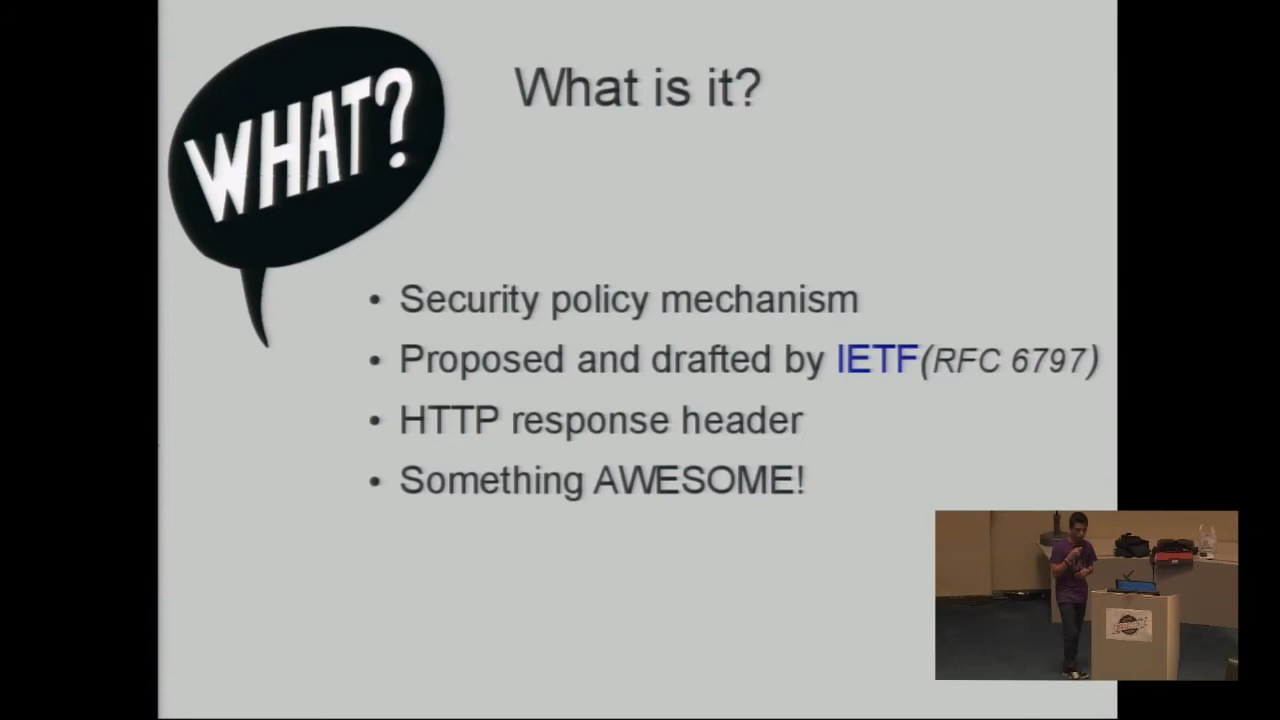 WHAT?
What is it?
• Security policy mechanism
• Proposed and drafted by IETF(RFC 6797)
• HTTP response header
• Something AWESOME!